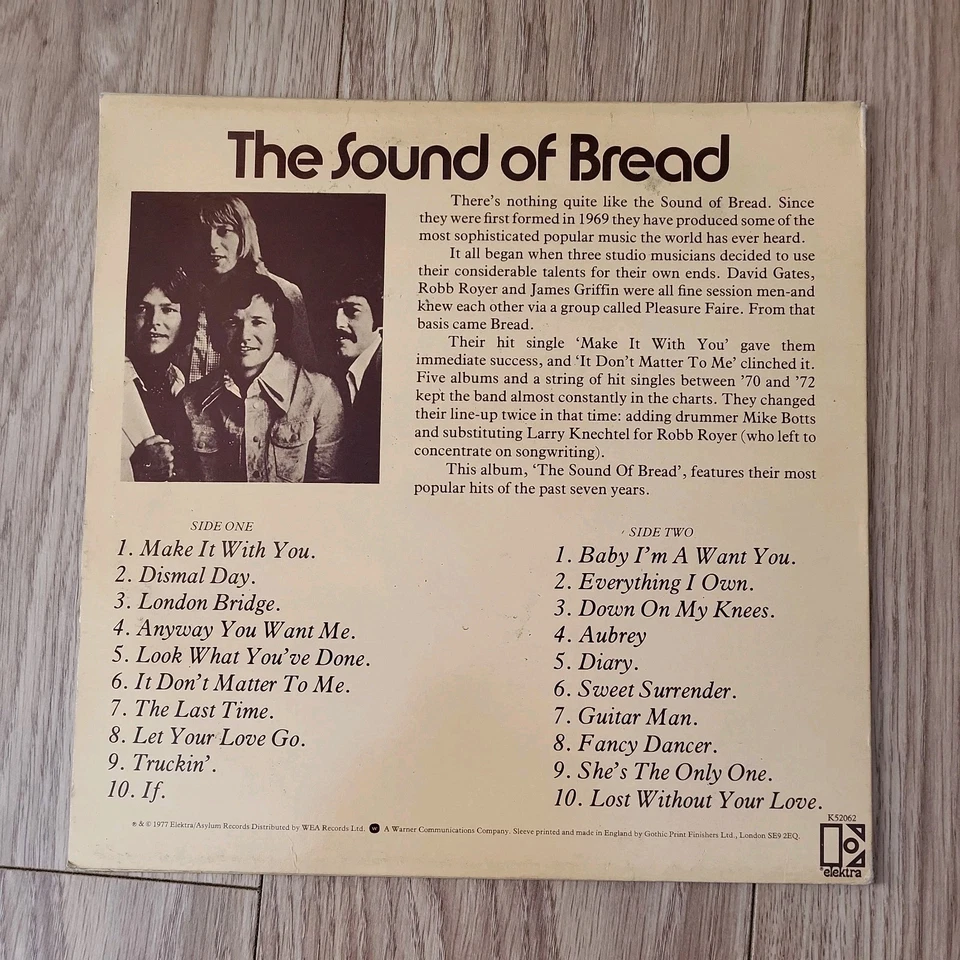 The Sound of Bread
There's nothing quite like the Sound of Bread. Since
they were first formed in 1969 they have produced some of the
most sophisticated popular music the world has ever heard.
It all began when three studio musicians decided to use
their considerable talents for their own ends. David Gates,
Robb Royer and James Griffin were all fine session men-and
knew each other via a group called Pleasure Faire. From that
basis came Bread.
Their hit single 'Make It With You' gave them
immediate success, and 'It Don't Matter To Me' clinched it.
Five albums and a string of hit singles between '70 and '72
kept the band almost constantly in the charts. They changed
their line-up twice in that time: adding drummer Mike Botts
and substituting Larry Knechtel for Robb Royer (who left to
concentrate on songwriting).
This album, 'The Sound Of Bread', features their most
popular hits of the past seven years.
SIDE ONE
1. Make It With You.
2. Dismal Day.
3. London Bridge.
4. Anyway You Want Me.
5. Look What You've Done.
6. It Don't Matter To Me.
7. The Last Time.
8. Let Your Love Go.
9. Truckin'.
10. If.
SIDE TWO
1. Baby I'm A Want You.
2. Everything I Own.
3. Down On My Knees.
4. Aubrey
5. Diary.
6. Sweet Surrender.
7. Guitar Man.
8. Fancy Dancer.
9. She's The Only One.
10. Lost Without Your Love.
℗ & © 1977 Elektra/Asylum Records Distributed by WEA Records Ltd. W A Warner Communications Company. Sleeve printed and made in England by Gothic Print Finishers Ltd., London SE9 2EQ.
K52062
elektra